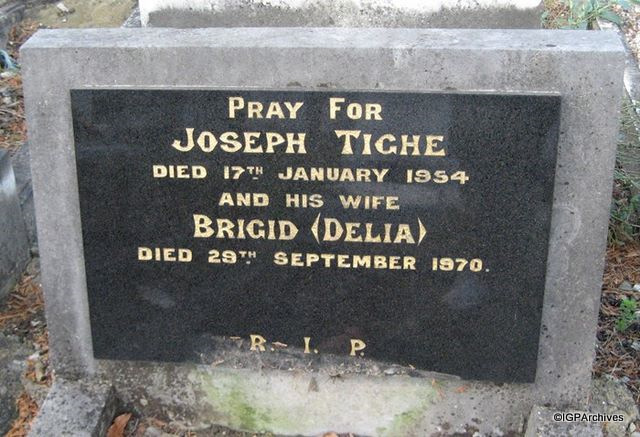 PRAY FOR
JOSEPH TIGHE
DIED 17TH JANUARY 1954
AND HIS WIFE
BRIGID (DELIA)
DIED 29TH SEPTEMBER 1970.
R. I. P.
©IGPArchives